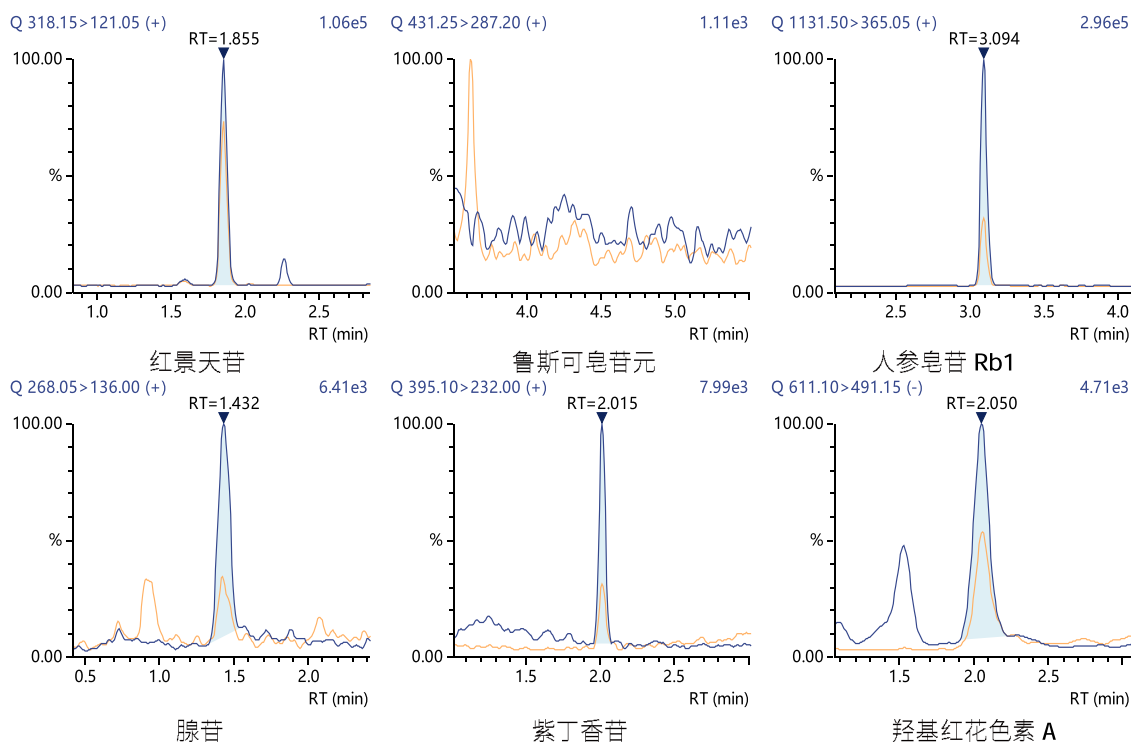 Q 318.15>121.05 (+) 1.06e5
RT=1.855
100.00
%
0.00
1.0 1.5 2.0 2.5
RT (min)
红景天苷
Q 431.25>287.20 (+) 1.11e3
100.00
%
0.00
4.0 4.5 5.0
RT (min)
鲁斯可皂苷元
Q 1131.50>365.05 (+) 2.96e5
RT=3.094
100.00
%
0.00
2.5 3.0 3.5 4.0
RT (min)
人参皂苷 Rb1
Q 268.05>136.00 (+) 6.41e3
RT=1.432
100.00
%
0.00
0.5 1.0 1.5 2.0
RT (min)
腺苷
Q 395.10>232.00 (+) 7.99e3
RT=2.015
100.00
%
0.00
1.5 2.0 2.5
RT (min)
紫丁香苷
Q 611.10>491.15 (-) 4.71e3
RT=2.050
100.00
%
0.00
1.5 2.0 2.5
RT (min)
羟基红花色素 A